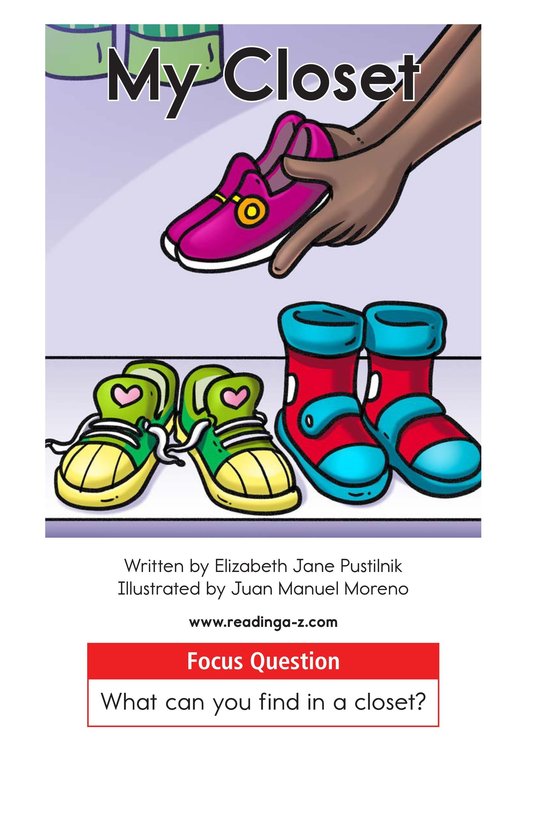 My Closet
Written by Elizabeth Jane Pustilnik
Illustrated by Juan Manuel Moreno
www.readinga-z.com
Focus Question
What can you find in a closet?